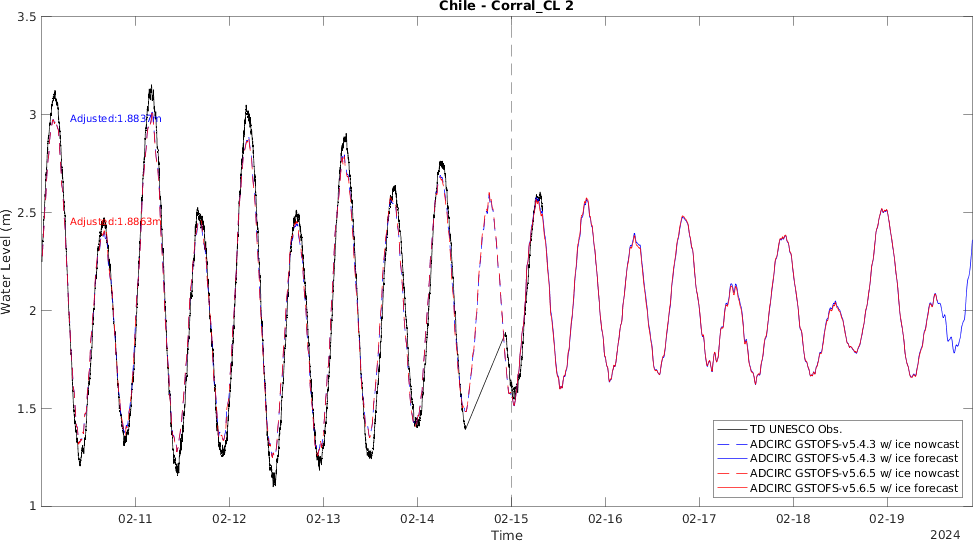 Chile - Corral_CL 2
Water Level (m)
3.5
3
2.5
2
1.5
1
Adjusted:1.8837m
Adjusted:1.8863m
TD UNESCO Obs.
ADCIRC GSTOFS-v5.4.3 w/ ice nowcast
ADCIRC GSTOFS-v5.4.3 w/ ice forecast
ADCIRC GSTOFS-v5.6.5 w/ ice nowcast
ADCIRC GSTOFS-v5.6.5 w/ ice forecast
02-11 02-12 02-13 02-14 02-15 02-16 02-17 02-18 02-19
Time
2024